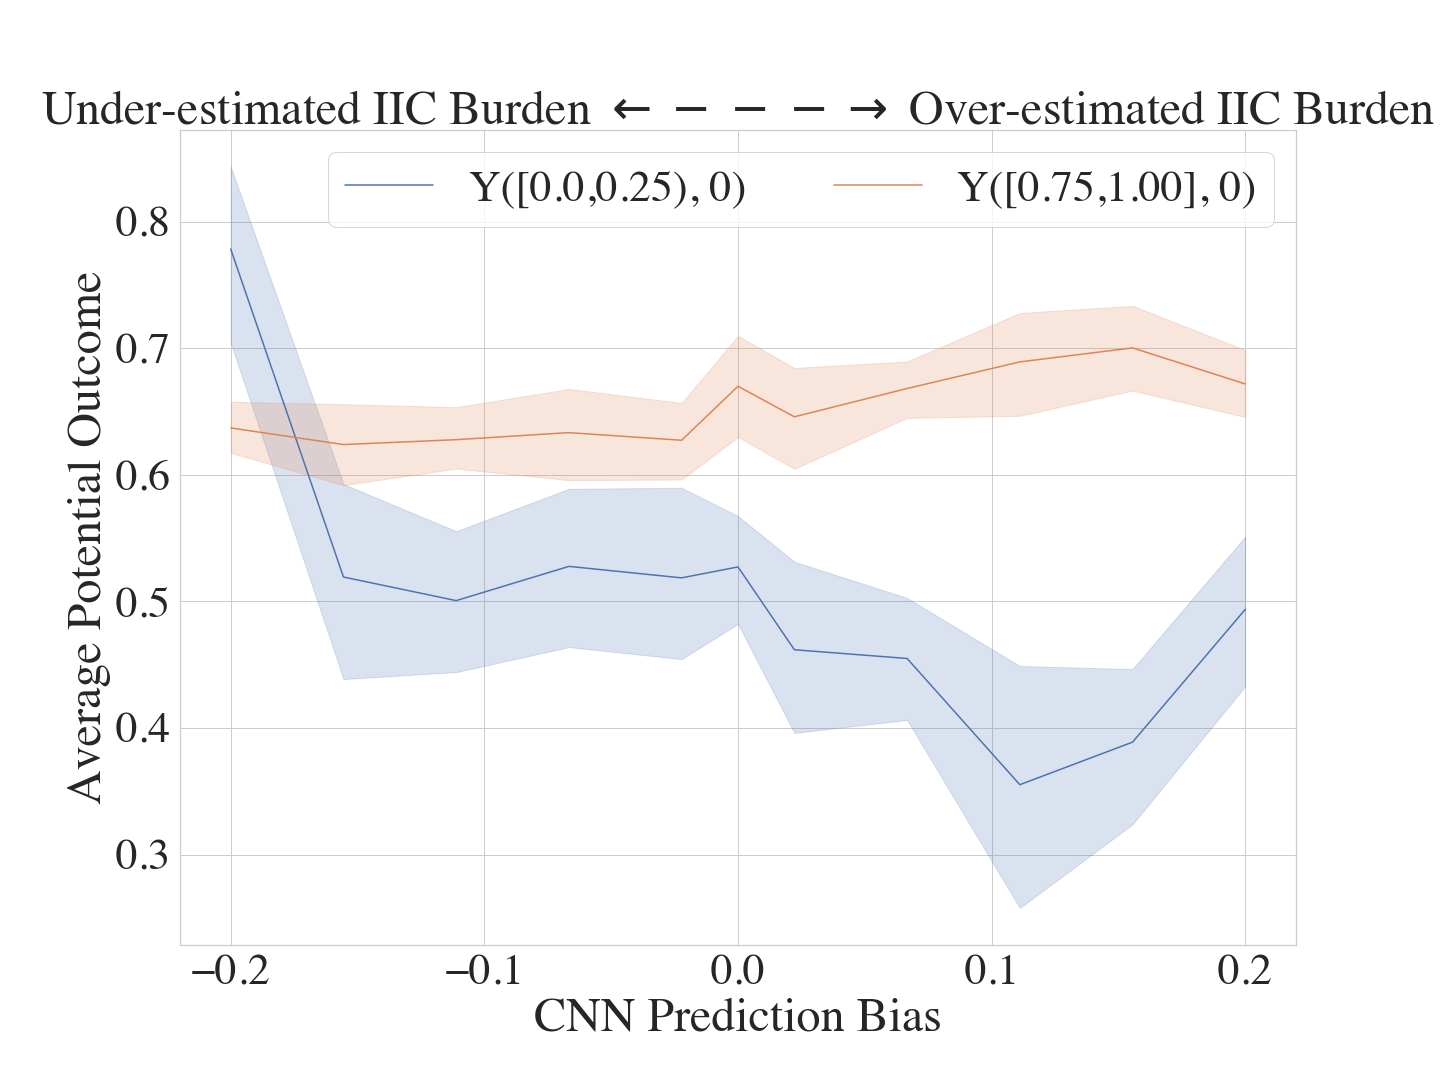 Under-estimated IIC Burden ← – – – → Over-estimated IIC Burden
Y([0.0,0.25), 0)
Y([0.75,1.00], 0)
Average Potential Outcome
0.8
0.7
0.6
0.5
0.4
0.3
−0.2
−0.1
0.0
0.1
0.2
CNN Prediction Bias